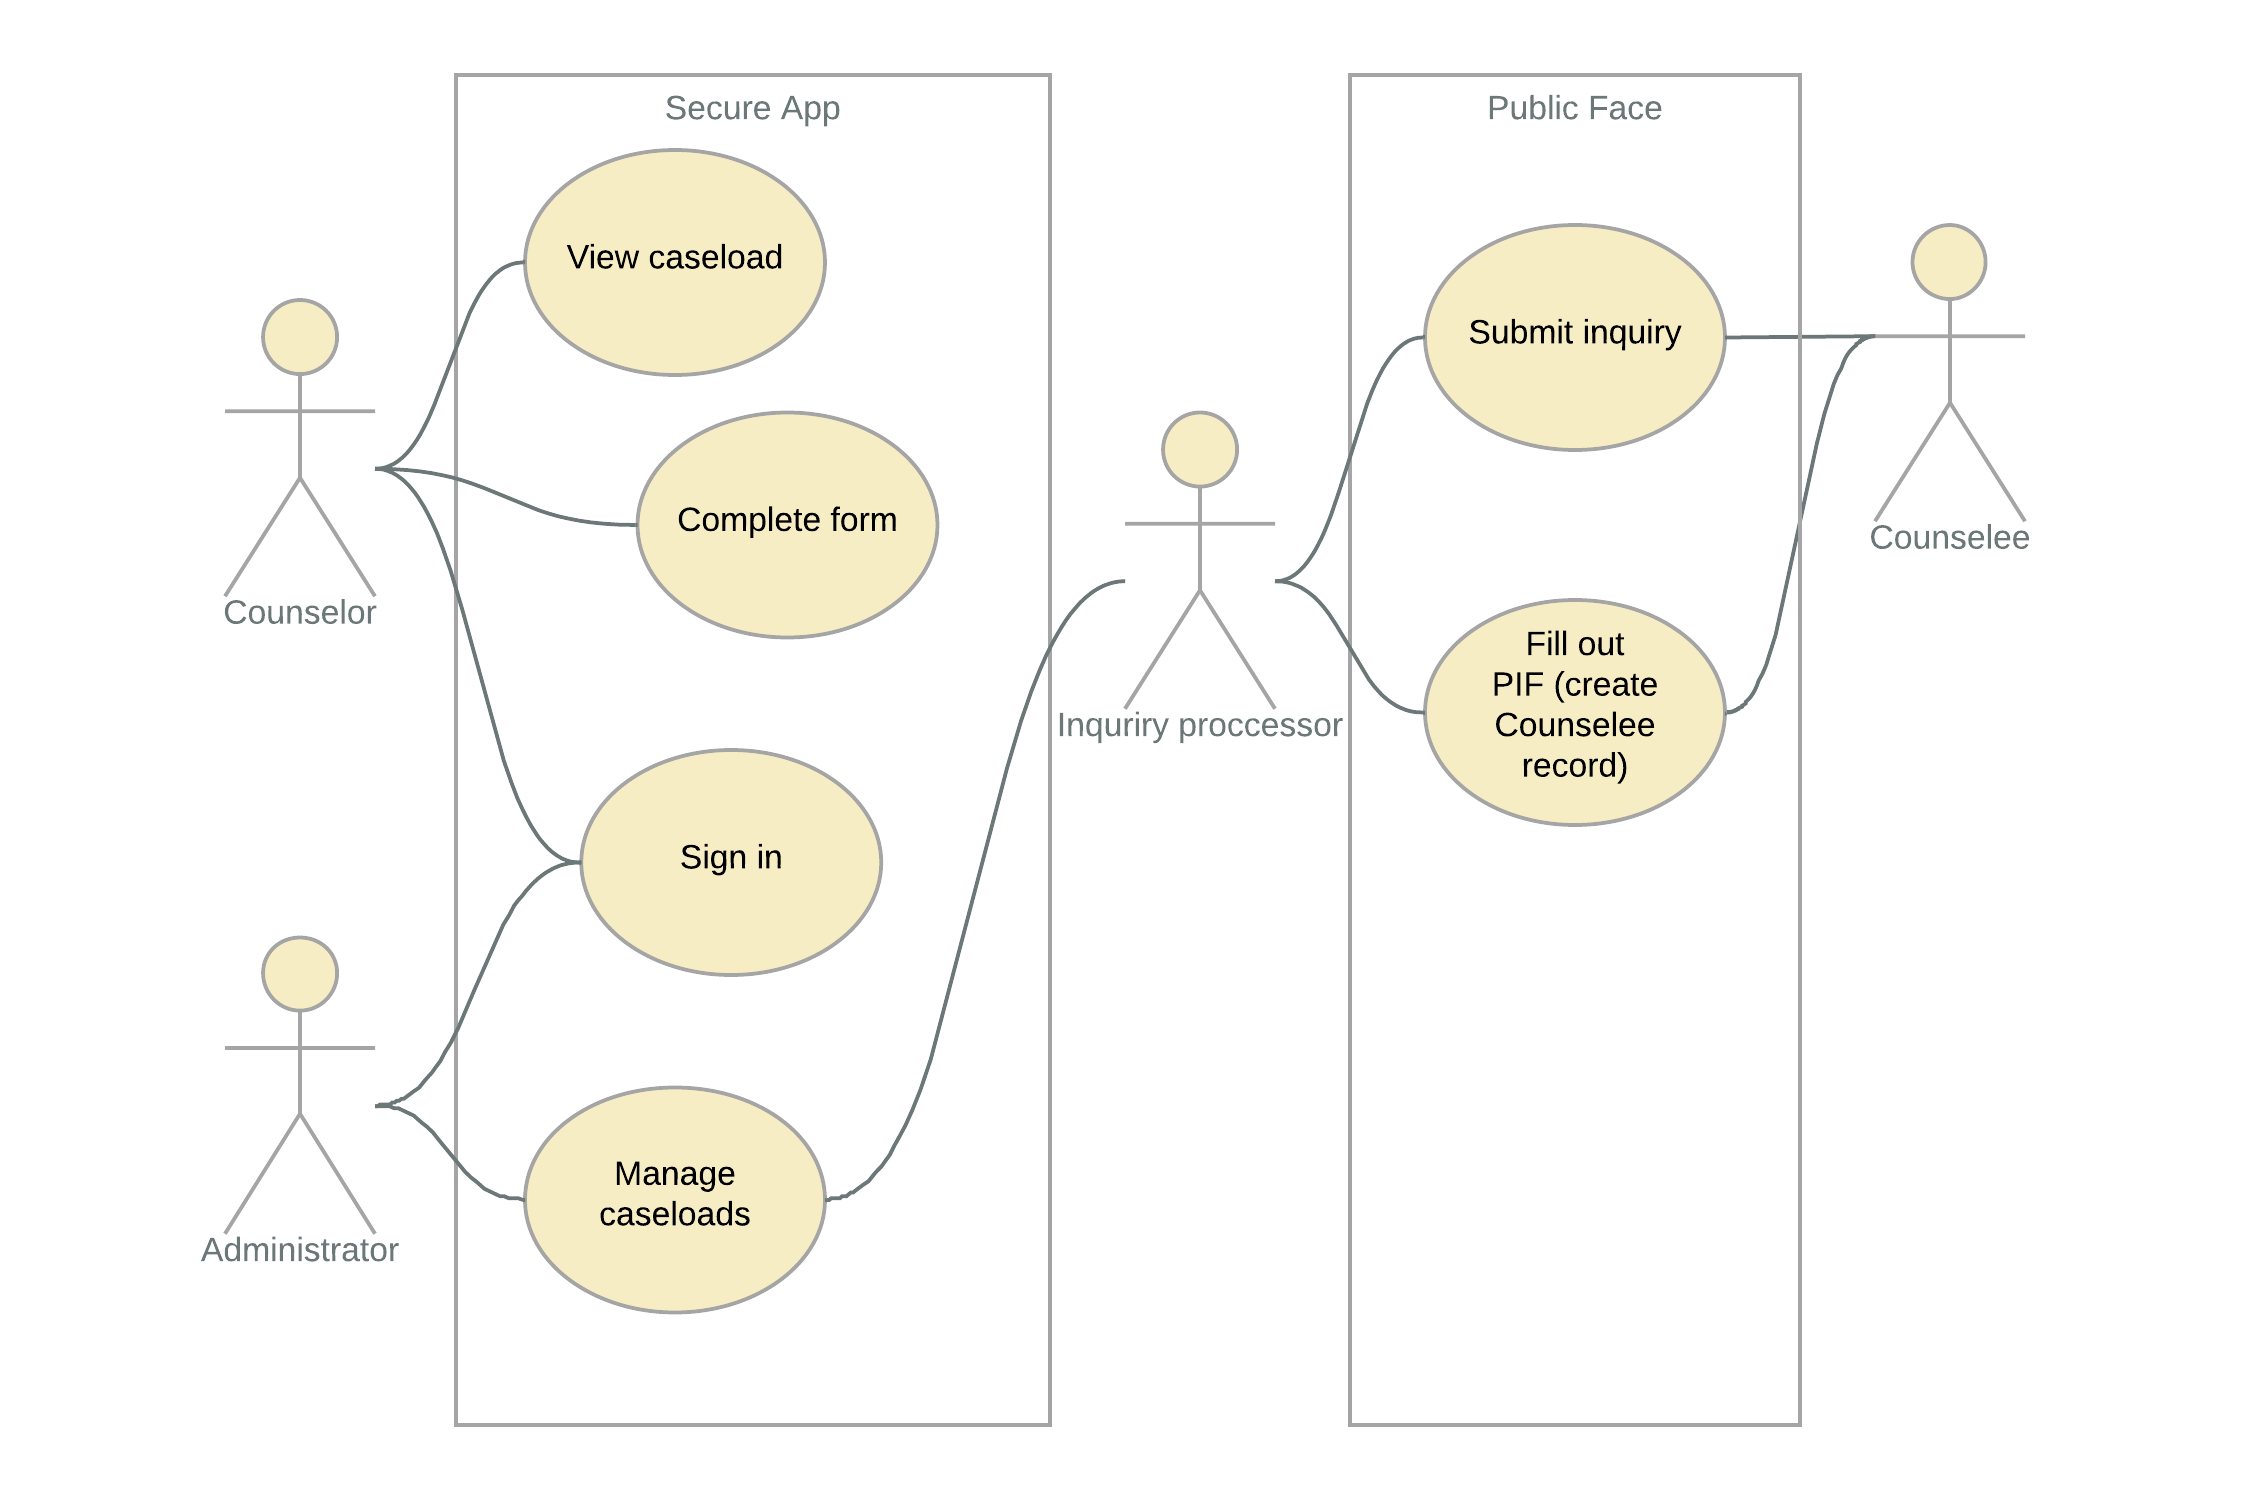 Secure App
Public Face
View caseload
Submit inquiry
Complete form
Counselee
Counselor
Fill out
PIF (create
Counselee
record)
Inquriry proccessor
Sign in
Manage
caseloads
Administrator